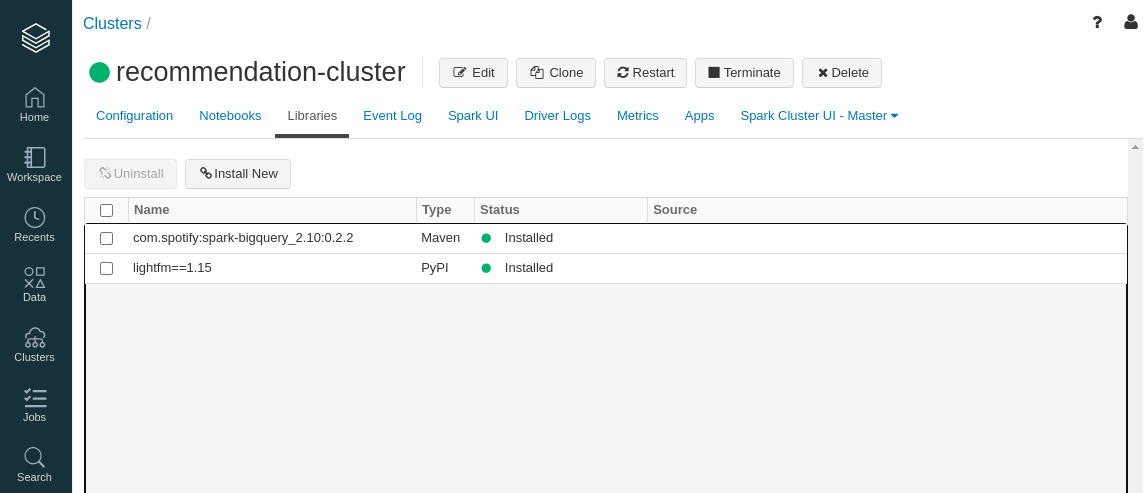 Clusters /
?
recommendation-cluster
Edit
Clone
Restart
Terminate
Delete
Configuration
Notebooks
Libraries
Event Log
Spark UI
Driver Logs
Metrics
Apps
Spark Cluster UI - Master
Uninstall
Install New
Name Type Status Source
com.spotify:spark-bigquery_2.10:0.2.2 Maven Installed
lightfm==1.15 PyPI Installed
Home
Workspace
Recents
Data
Clusters
Jobs
Search